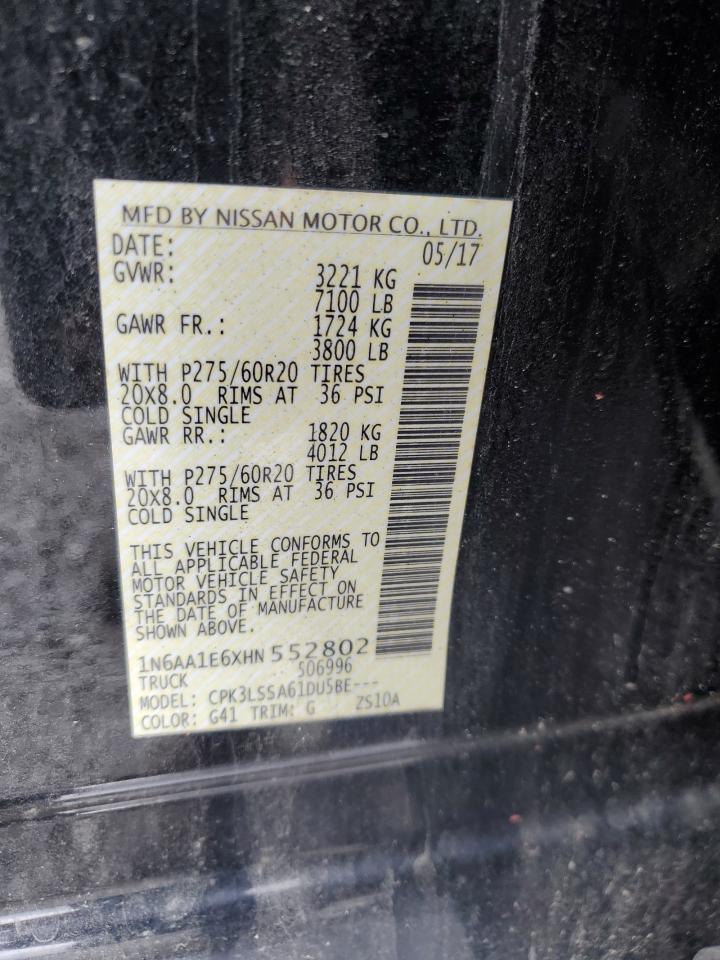 MFD BY NISSAN MOTOR CO., LTD.
DATE: 05/17
GVWR: 3221 KG
7100 LB
GAWR FR.: 1724 KG
3800 LB
WITH P275/60R20 TIRES
20X8.0 RIMS AT 36 PSI
COLD SINGLE
GAWR RR.: 1820 KG
4012 LB
WITH P275/60R20 TIRES
20X8.0 RIMS AT 36 PSI
COLD SINGLE
THIS VEHICLE CONFORMS TO
ALL APPLICABLE FEDERAL
MOTOR VEHICLE SAFETY
STANDARDS IN EFFECT ON
THE DATE OF MANUFACTURE
SHOWN ABOVE.
1N6AA1E6XHN552802
TRUCK 506996
MODEL: CPK3LSSA61DU5BE---
COLOR: G41 TRIM: G ZS10A